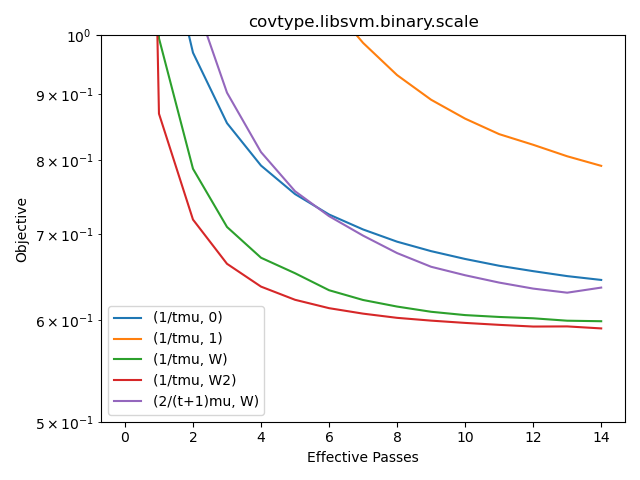 covtype.libsvm.binary.scale
10⁰
9 × 10⁻¹
8 × 10⁻¹
7 × 10⁻¹
6 × 10⁻¹
5 × 10⁻¹
Objective
(1/tmu, 0)
(1/tmu, 1)
(1/tmu, W)
(1/tmu, W2)
(2/(t+1)mu, W)
0 2 4 6 8 10 12 14
Effective Passes